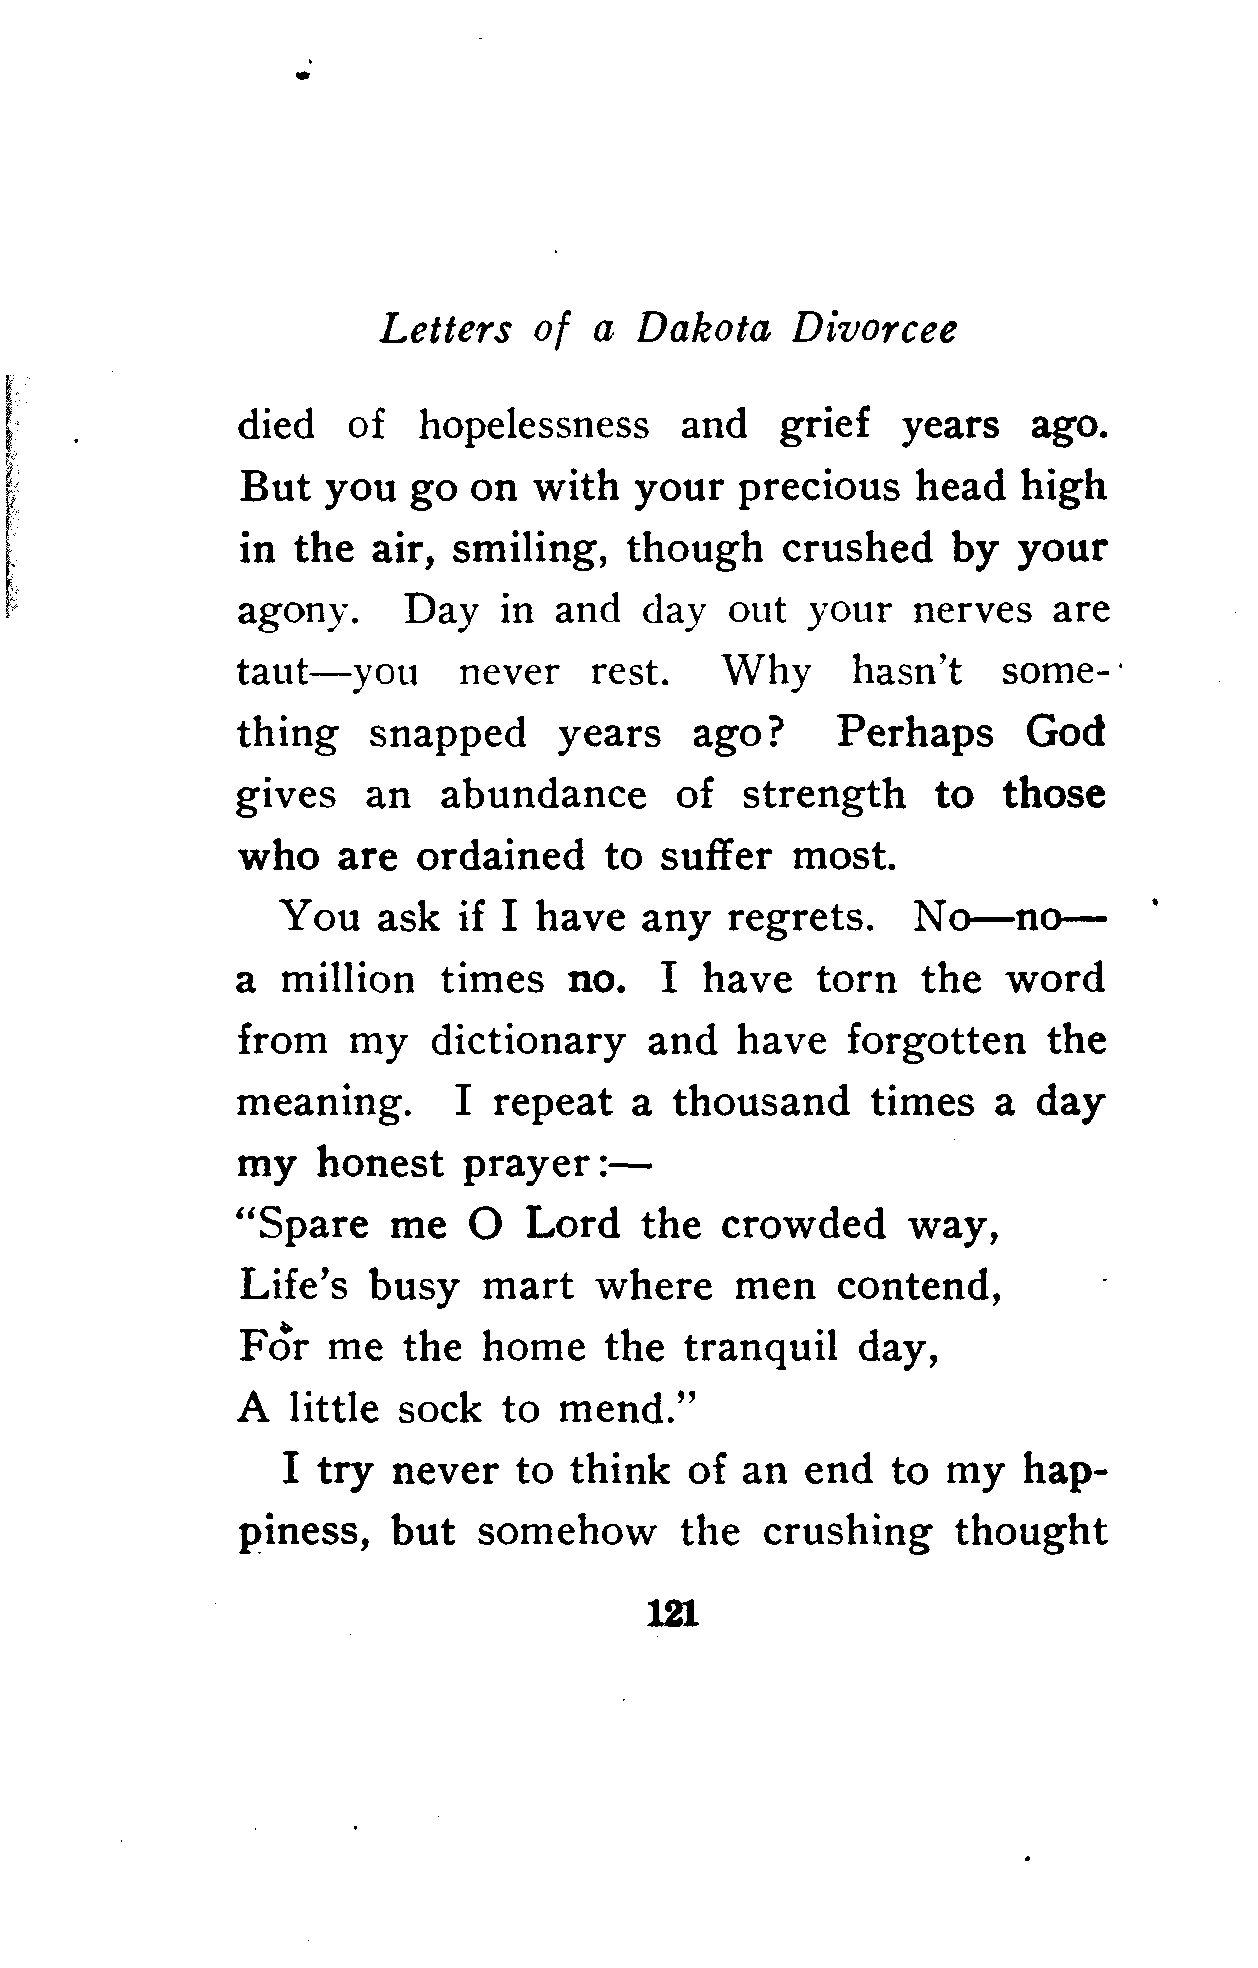 Letters of a Dakota Divorcee
died of hopelessness and grief years ago.
But you go on with your precious head high
in the air, smiling, though crushed by your
agony. Day in and day out your nerves are
taut—you never rest. Why hasn't some-
thing snapped years ago? Perhaps God
gives an abundance of strength to those
who are ordained to suffer most.
You ask if I have any regrets. No—no—
a million times no. I have torn the word
from my dictionary and have forgotten the
meaning. I repeat a thousand times a day
my honest prayer:—
"Spare me O Lord the crowded way,
Life's busy mart where men contend,
For me the home the tranquil day,
A little sock to mend."
I try never to think of an end to my hap-
piness, but somehow the crushing thought
121